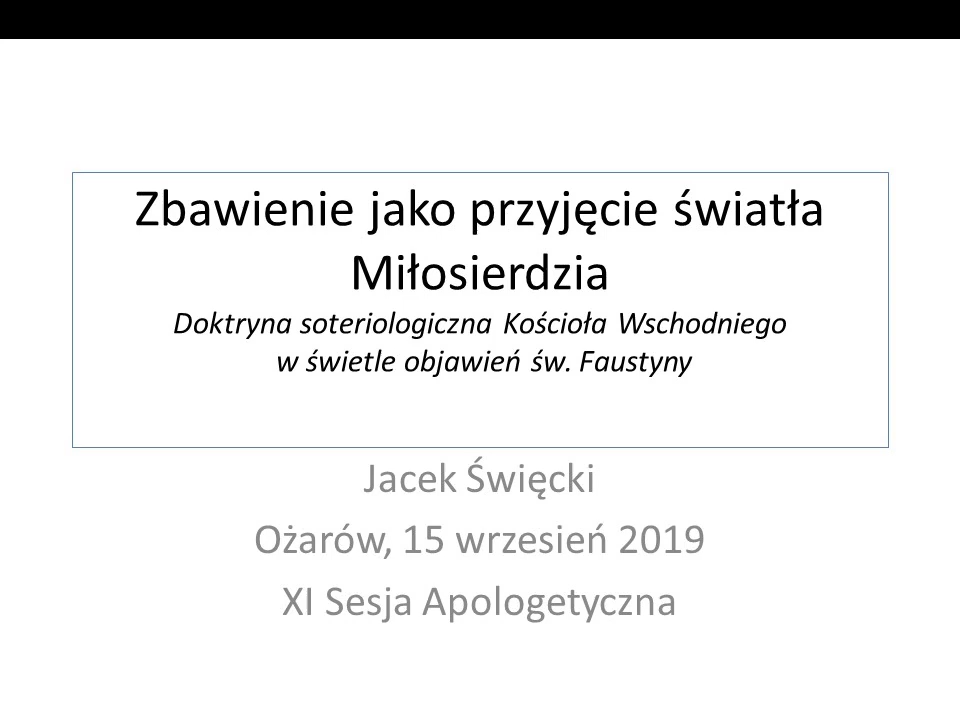 Zbawienie jako przyjęcie światła
Miłosierdzia
Doktryna soteriologiczna Kościoła Wschodniego
w świetle objawień św. Faustyny
Jacek Święcki
Ożarów, 15 wrzesień 2019
XI Sesja Apologetyczna